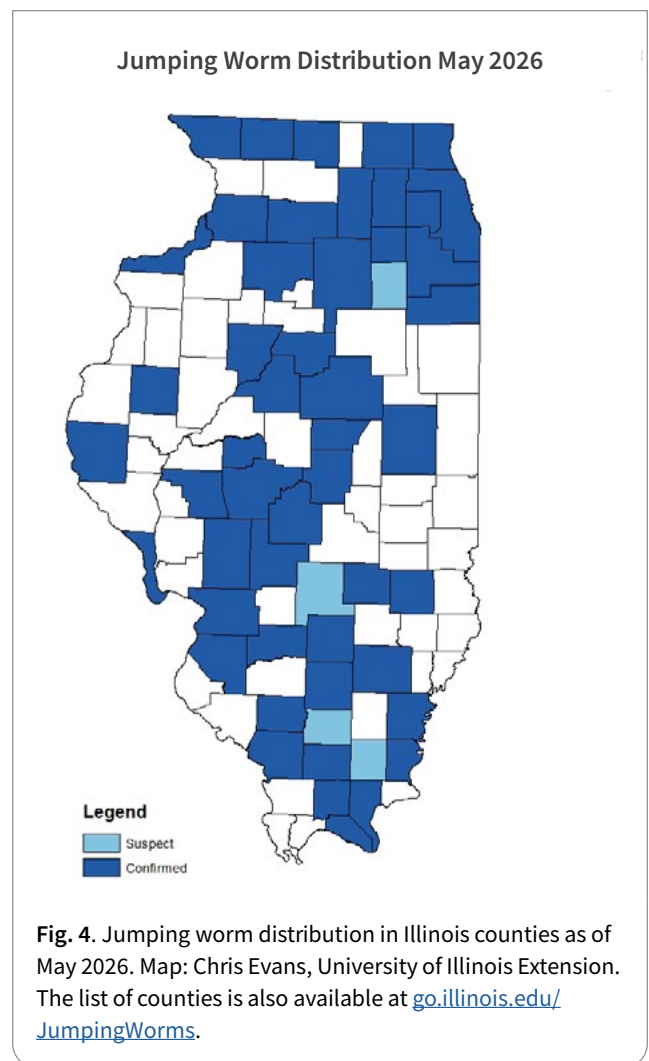 Jumping Worm Distribution May 2026
Legend
Suspect
Confirmed
Fig. 4. Jumping worm distribution in Illinois counties as of
May 2026. Map: Chris Evans, University of Illinois Extension.
The list of counties is also available at go.illinois.edu/
JumpingWorms.